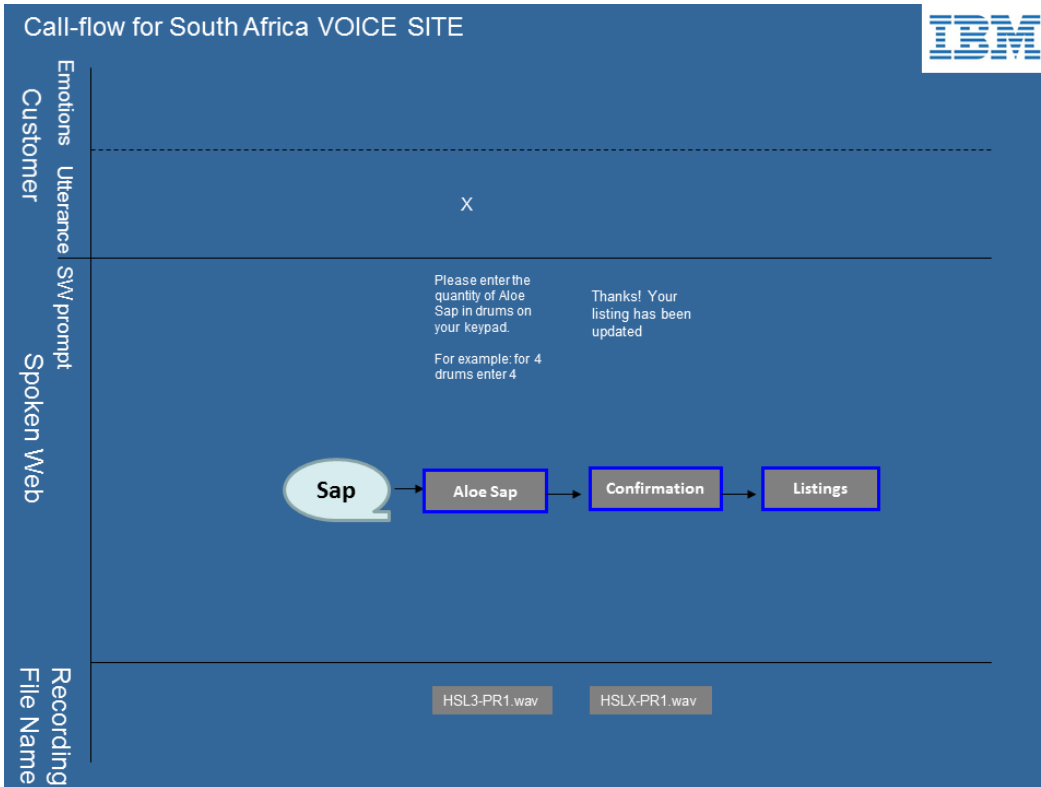 Call-flow for South Africa VOICE SITE
IBM
Customer
Emotions
Utterance
X
Spoken Web
SW prompt
Please enter the
quantity of Aloe
Sap in drums on
your keypad.
For example: for 4
drums enter 4
Thanks! Your
listing has been
updated
Sap
Aloe Sap
Confirmation
Listings
Recording
File Name
HSL3-PR1.wav
HSLX-PR1.wav